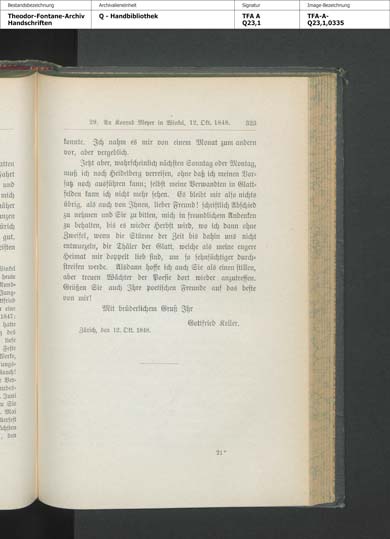 Bestandsbezeichnung
Archivalieneinheit
Signatur
Image-Bezeichnung
Theodor-Fontane-Archiv
Handschriften
Q - Handbibliothek
TFA A
Q23,1
TFA-A-
Q23,1,0335
29. An Konrad Meyer in Winkel, 12. Okt. 1848. 323
konnte. Ich nahm es mir von einem Monat zum andern
vor, aber vergeblich.
Jetzt aber, wahrscheinlich nächsten Sonntag oder Montag,
muß ich nach Heidelberg verreisen, ohne daß ich meinen Vor-
satz noch ausführen kann; selbst meine Verwandten in Glatt-
felden kann ich nicht mehr sehen. Es bleibt mir also nichts
übrig, als auch von Ihnen, lieber Freund! schriftlich Abschied
zu nehmen und Sie zu bitten, mich in freundlichem Andenken
zu behalten, bis es wieder Herbst wird, wo ich dann ohne
Zweifel, wenn die Stürme der Zeit bis dahin uns nicht
entwurzeln, die Thäler der Glatt, welche als meine engere
Heimat mir doppelt lieb sind, um so sehnsüchtiger durch-
streifen werde. Alsdann hoffe ich auch Sie als einen stillen,
aber treuen Wächter der Poesie dort wieder anzutreffen.
Grüßen Sie auch Ihre poetischen Freunde auf das beste
von mir!
Mit brüderlichem Gruß Ihr
Gottfried Keller.
Zürich, den 12. Okt. 1848.
21*